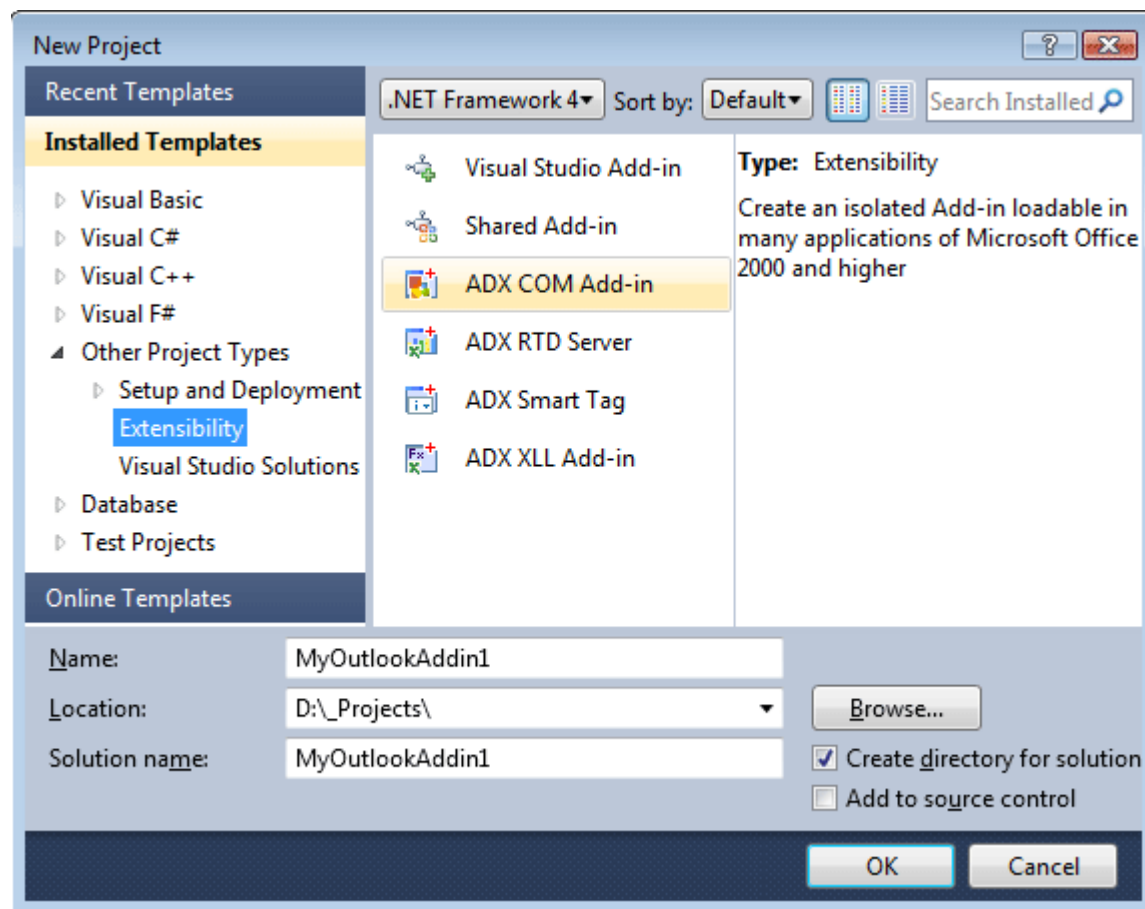 New Project
Recent Templates
Installed Templates
Visual Basic
Visual C#
Visual C++
Visual F#
Other Project Types
Setup and Deployment
Extensibility
Visual Studio Solutions
Database
Test Projects
Online Templates
.NET Framework 4 Sort by: Default Search Installed
Visual Studio Add-in
Shared Add-in
ADX COM Add-in
ADX RTD Server
ADX Smart Tag
ADX XLL Add-in
Type: Extensibility
Create an isolated Add-in loadable in
many applications of Microsoft Office
2000 and higher
Name: MyOutlookAddin1
Location: D:\_Projects\ Browse...
Solution name: MyOutlookAddin1 Create directory for solution
Add to source control
OK Cancel